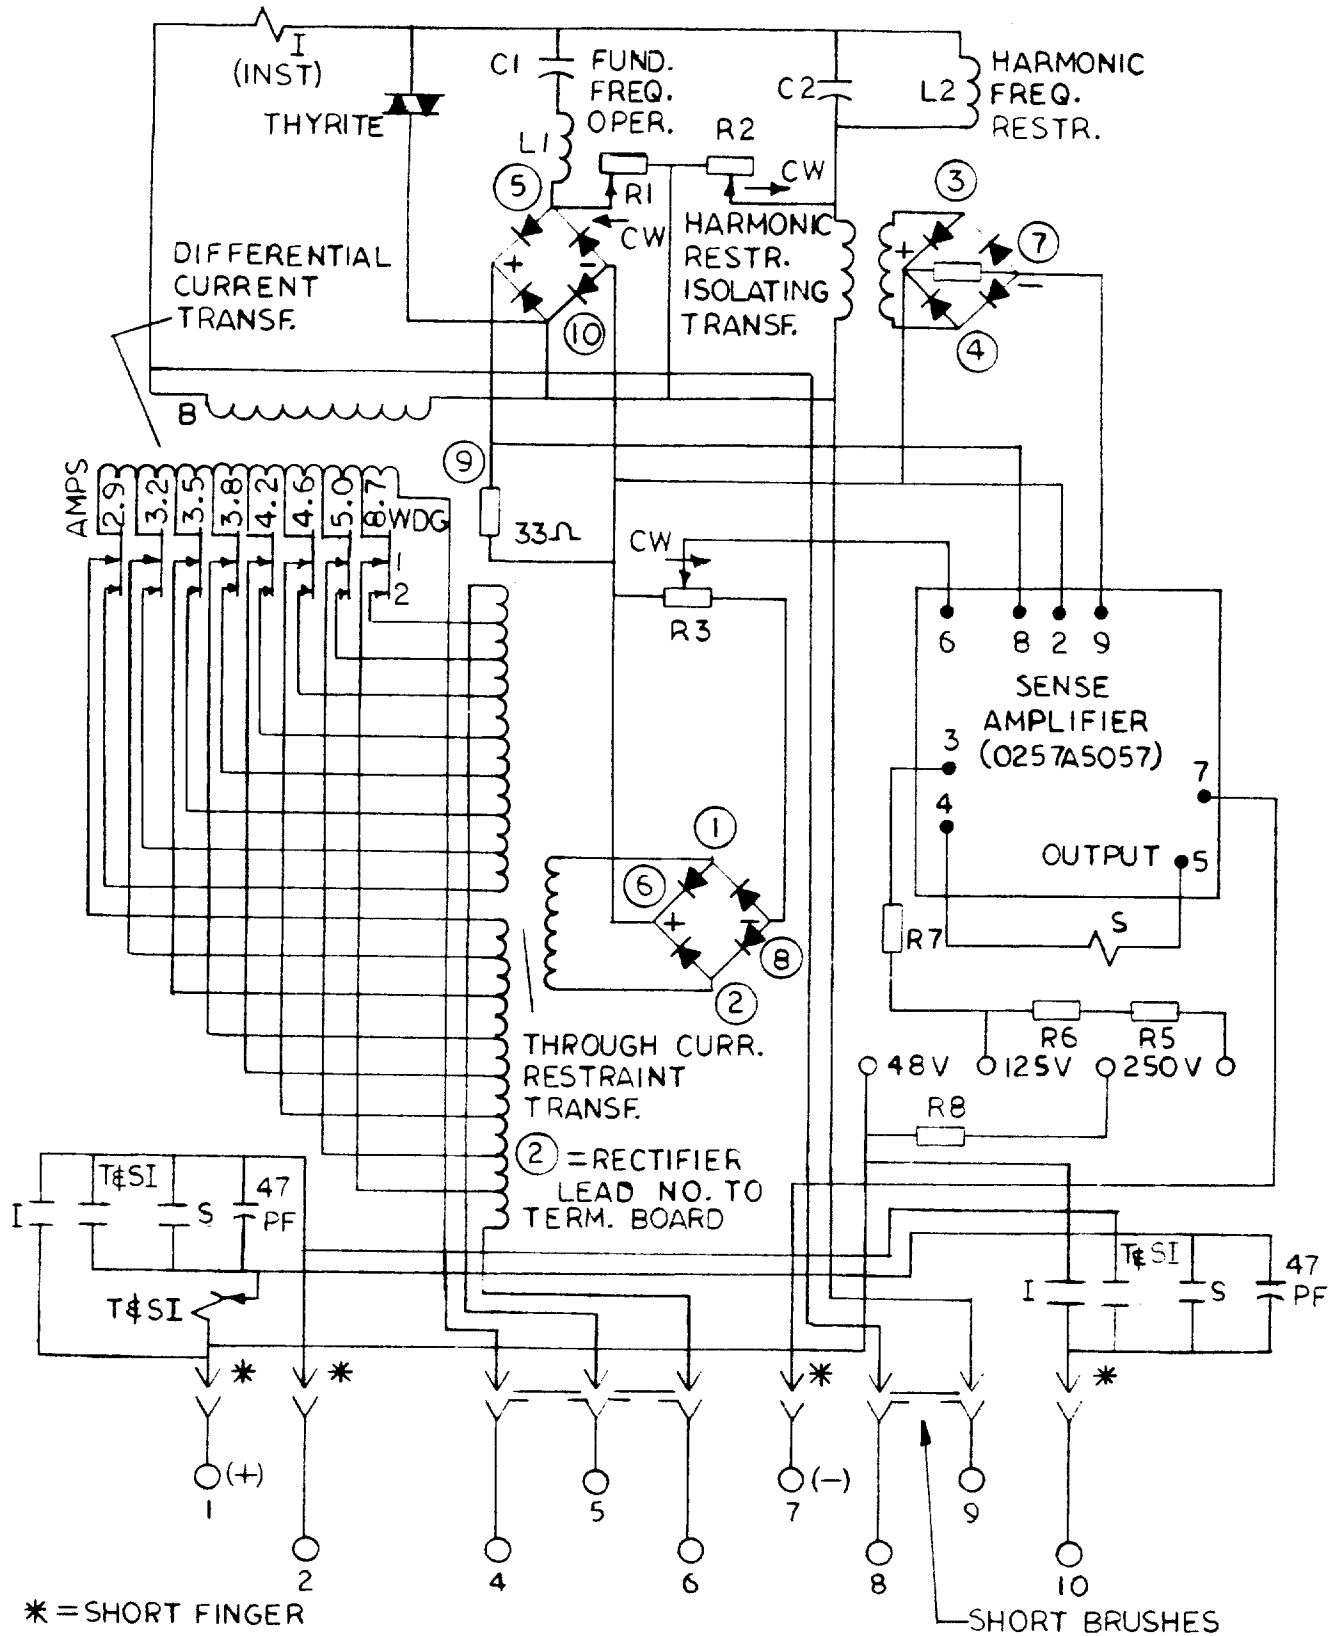 I
(INST)
THYRITE
C1
FUND.
FREQ.
OPER.
L1
R1
R2
CW
CW
C2
L2
HARMONIC
FREQ.
RESTR.
5
3
7
+
-
+
-
10
4
HARMONIC
RESTR.
ISOLATING
TRANSF.
DIFFERENTIAL
CURRENT
TRANSF.
B
AMPS
2.9
3.2
3.5
3.8
4.2
4.6
5.0
8.7
WDG
1
2
9
33Ω
CW
R3
6
8
2
9
SENSE
AMPLIFIER
(0257A5057)
3
4
7
OUTPUT
5
S
R7
1
6
+
-
8
2
R6
R5
48V
125V
250V
R8
THROUGH CURR.
RESTRAINT
TRANSF.
2 =RECTIFIER
LEAD NO. TO
TERM. BOARD
I
T&SI
S
47
PF
T&SI
I
T&SI
S
47
PF
*
*
*
*
(+)
1
2
4
5
6
7
(-)
8
9
10
* = SHORT FINGER
SHORT BRUSHES